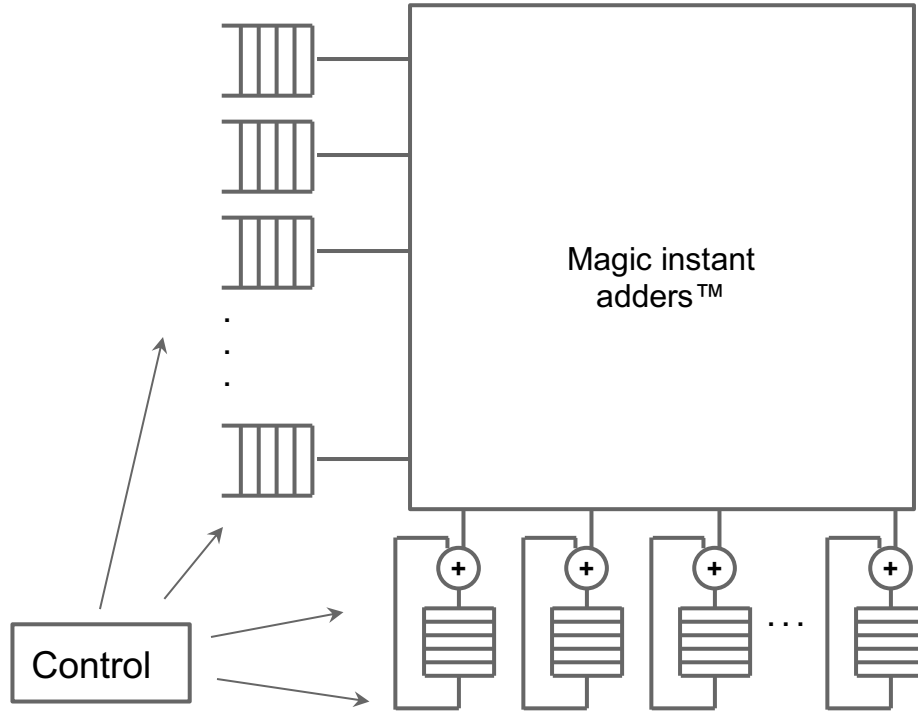 Magic instant
adders™
.
.
.
+ + + +
. . .
Control